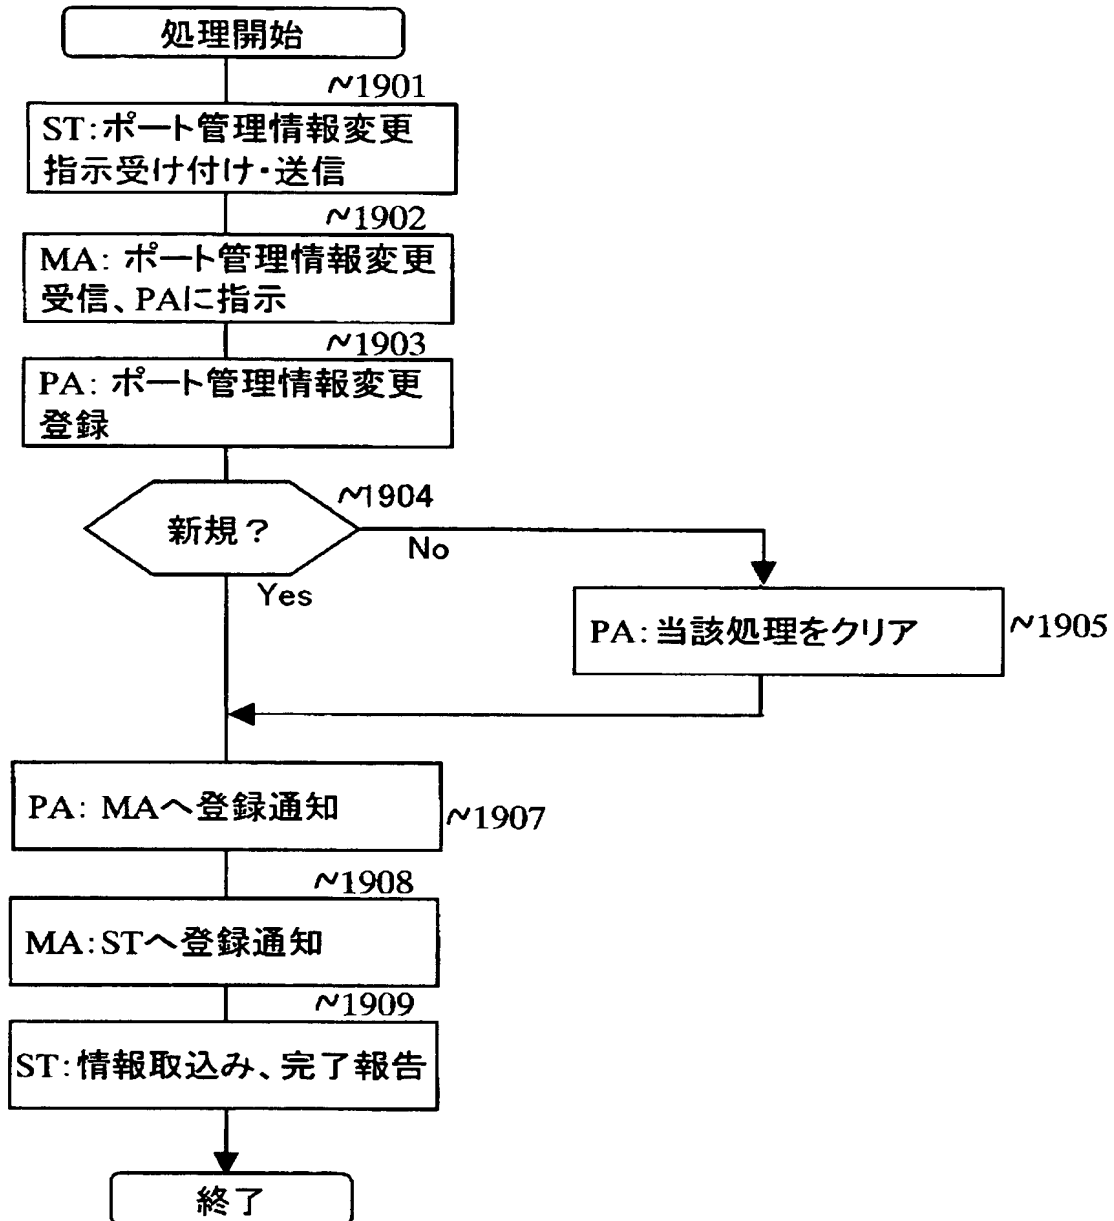 処理開始
~1901
ST:ポート管理情報変更
指示受け付け・送信
~1902
MA: ポート管理情報変更
受信、PAに指示
~1903
PA: ポート管理情報変更
登録
~1904
新規?
No
Yes
PA:当該処理をクリア
~1905
PA: MAへ登録通知
~1907
~1908
MA:STへ登録通知
~1909
ST:情報取込み、完了報告
終了